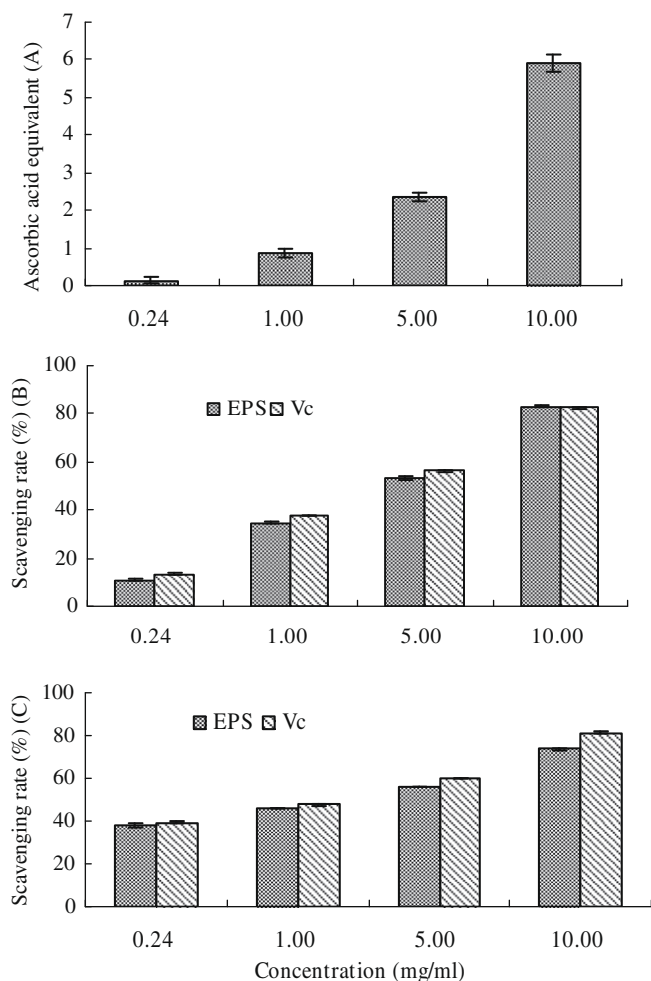 Ascorbic acid equivalent (A)
7
6
5
4
3
2
1
0
0.24 1.00 5.00 10.00
Scavenging rate (%) (B)
100
80
60
40
20
0
EPS Vc
0.24 1.00 5.00 10.00
Scavenging rate (%) (C)
100
80
60
40
20
0
EPS Vc
0.24 1.00 5.00 10.00
Concentration (mg/ml)